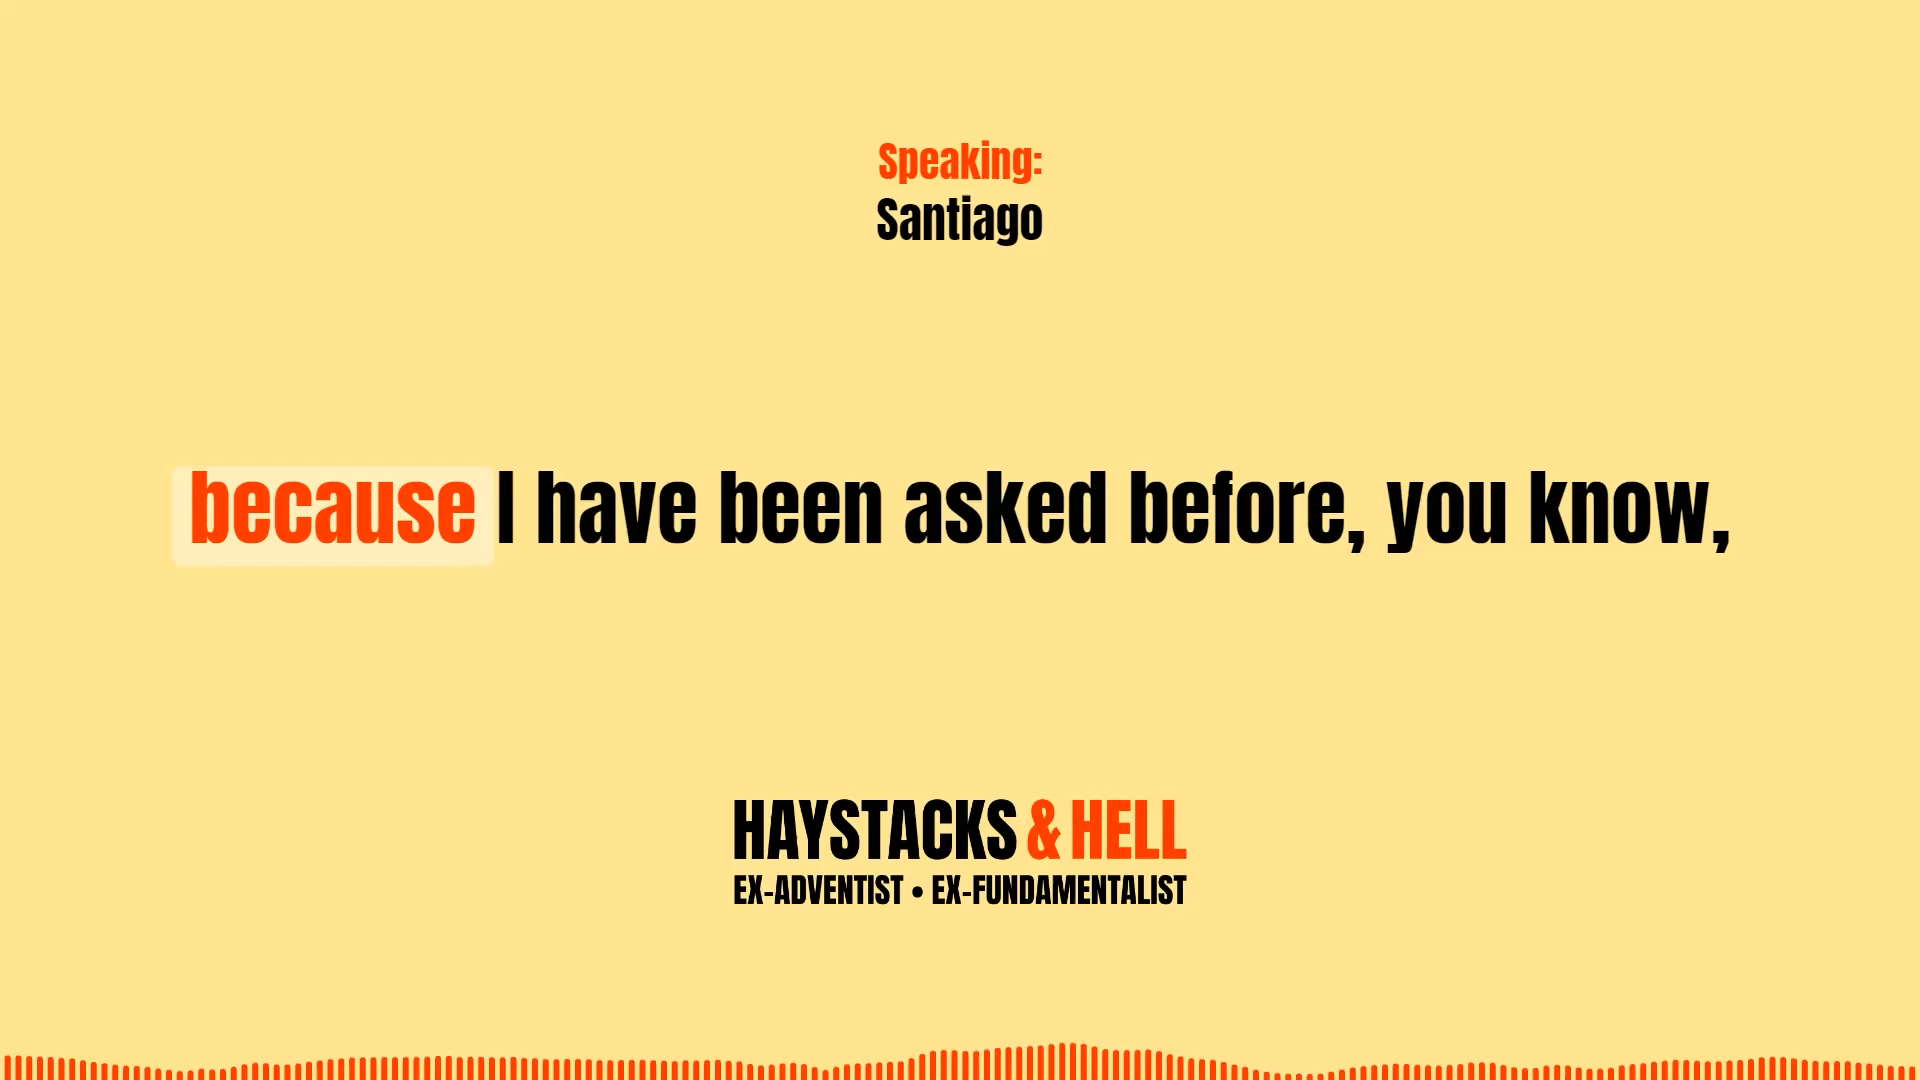 Speaking:
Santiago
because I have been asked before, you know,
HAYSTACKS & HELL
EX-ADVENTIST • EX-FUNDAMENTALIST